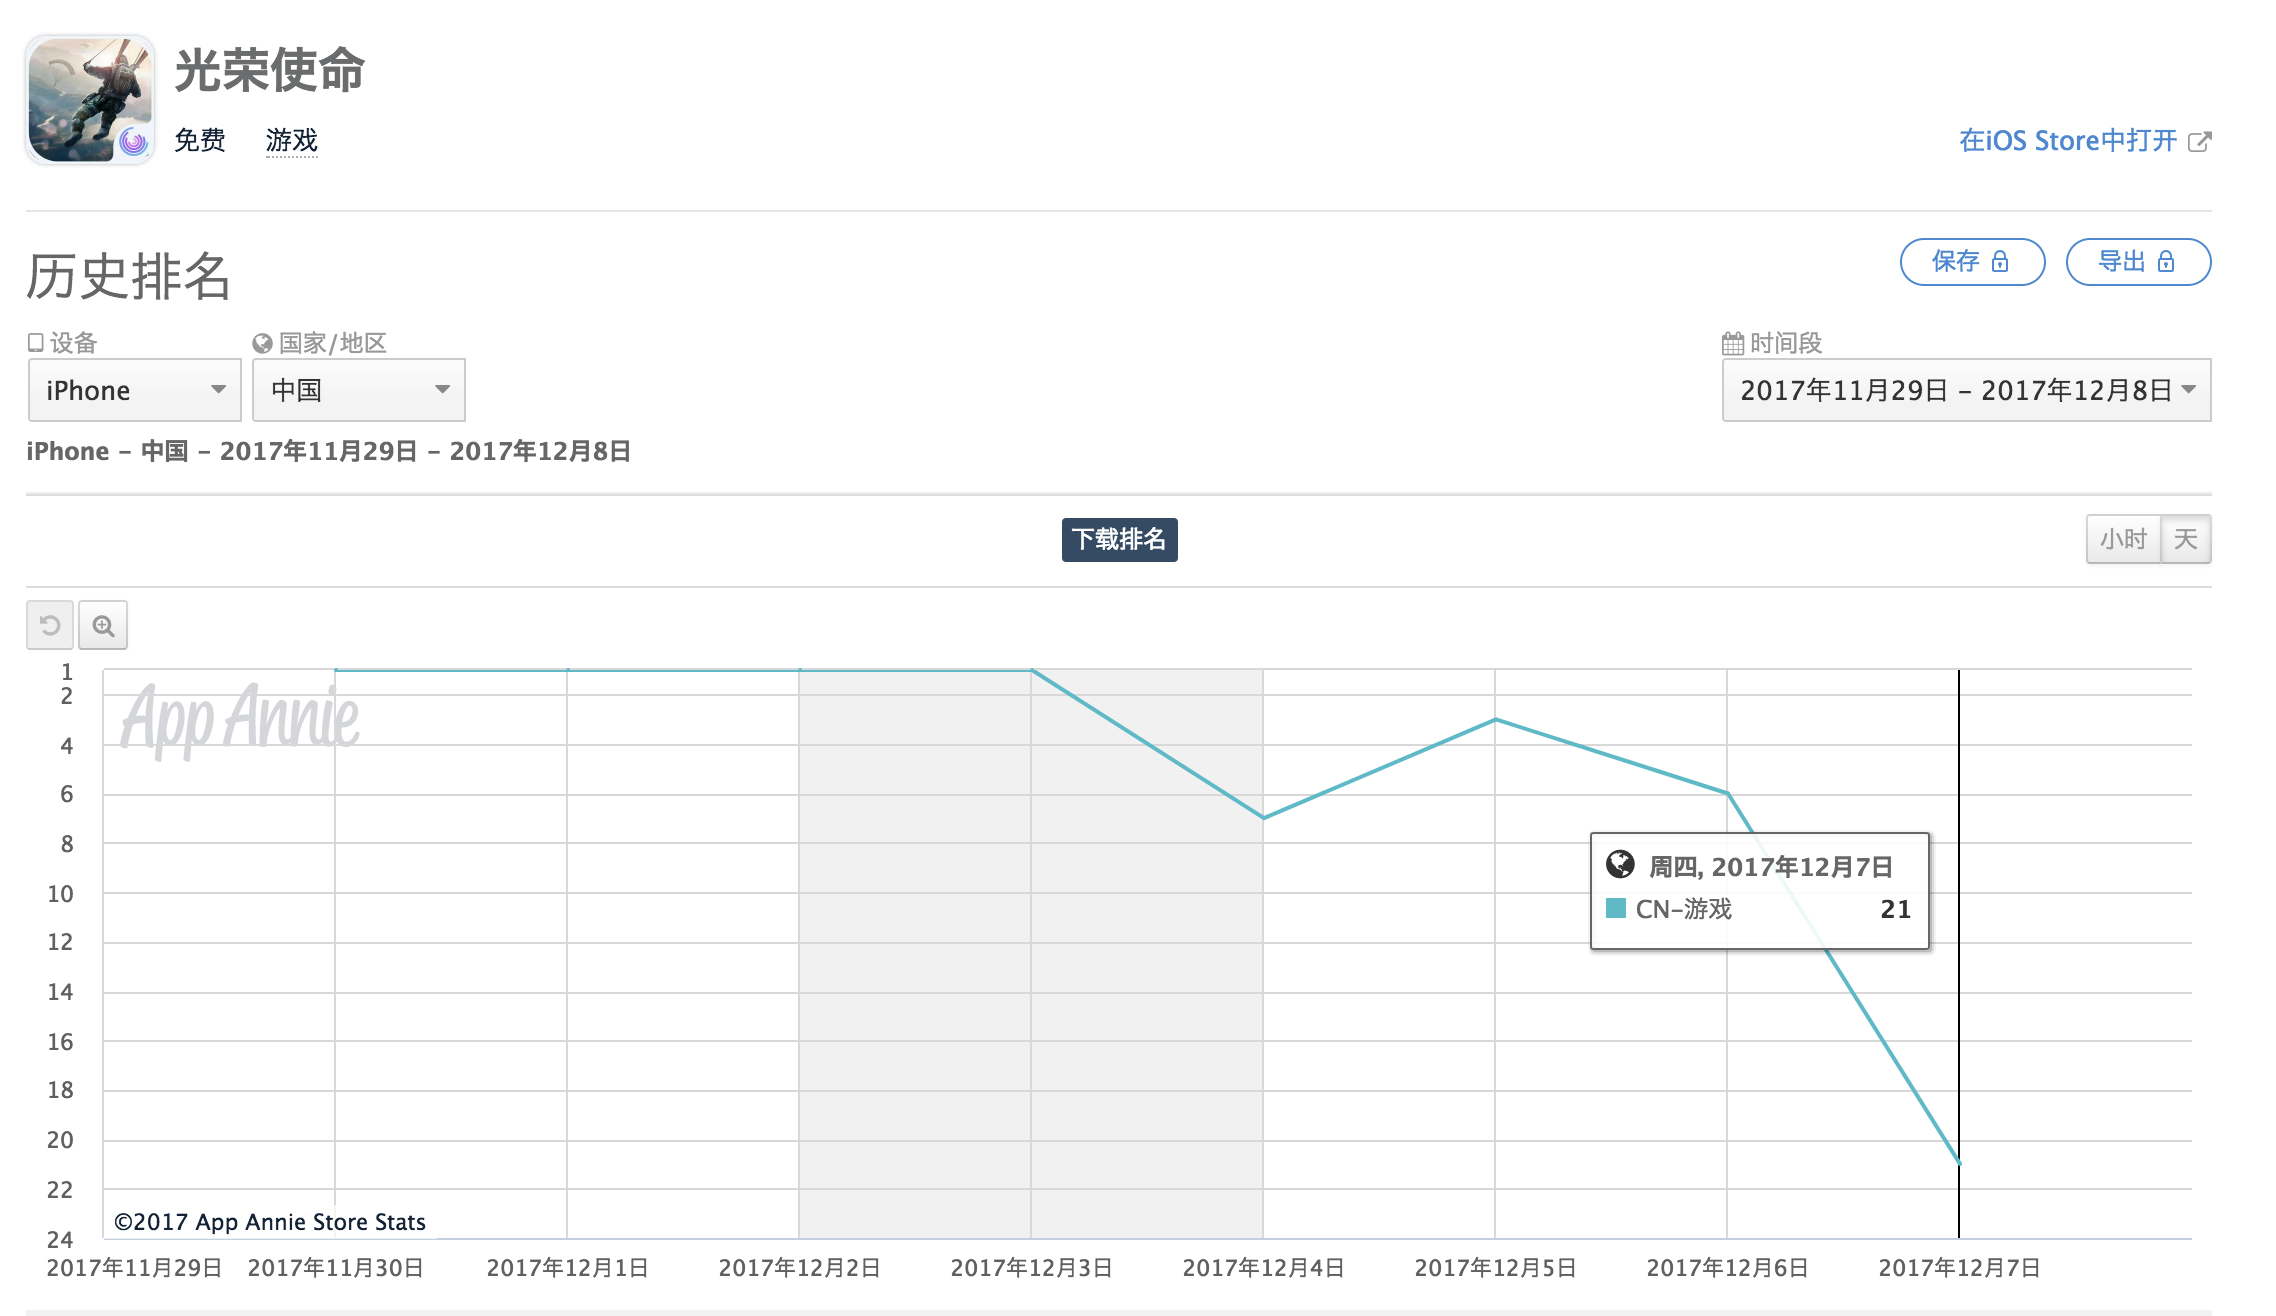 光荣使命
免费 游戏
在iOS Store中打开
历史排名
保存 导出
设备 国家/地区 时间段
iPhone 中国 2017年11月29日 – 2017年12月8日
iPhone – 中国 – 2017年11月29日 – 2017年12月8日
下载排名
小时 天
1
2
4
6
8
10
12
14
16
18
20
22
24
App Annie
周四, 2017年12月7日
CN-游戏 21
©2017 App Annie Store Stats
2017年11月29日 2017年11月30日 2017年12月1日 2017年12月2日 2017年12月3日 2017年12月4日 2017年12月5日 2017年12月6日 2017年12月7日